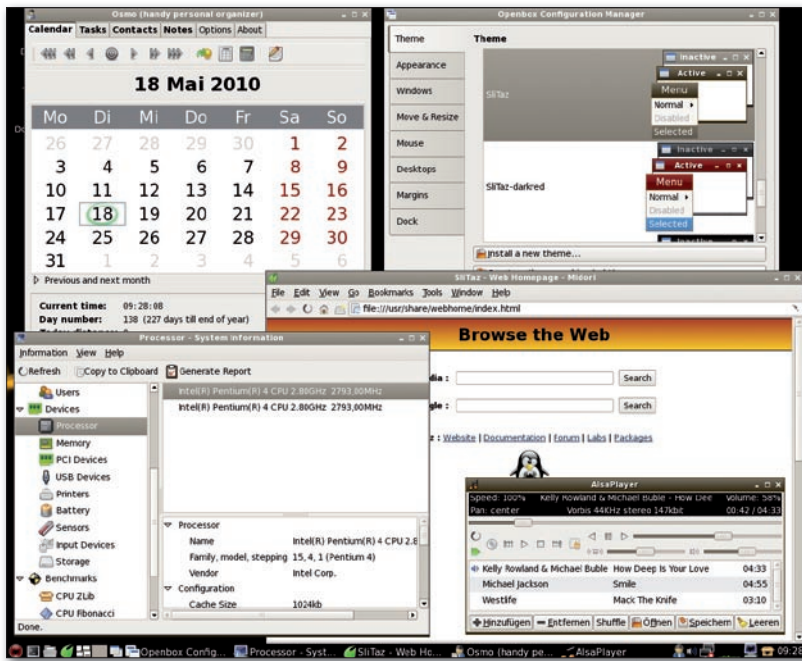 Osmo (handy personal organizer)
Calendar Tasks Contacts Notes Options About
18 Mai 2010
Mo Di Mi Do Fr Sa So
26 27 28 29 30 1 2
3 4 5 6 7 8 9
10 11 12 13 14 15 16
17 18 19 20 21 22 23
24 25 26 27 28 29 30
31 1 2 3 4 5 6
Previous and next month
Current time: 09:28:08
Day number: 138 (227 days till end of year)
Openbox Configuration Manager
Theme
Appearance
Windows
Move & Resize
Mouse
Desktops
Margins
Dock
Theme
SliTaz
Inactive
Active
Menu
Normal
Disabled
Selected
SliTaz-darkred
Inactive
Active
Menu
Normal
Disabled
Selected
Inactive
Install a new theme...
SliTaz - Web Homepage - Midori
File Edit View Go Bookmarks Tools Window Help
file:///usr/share/webhome/index.html
Browse the Web
dia : Search
gle : Search
z : Website | Documentation | Forum | Labs | Packages
Processor - System Information
Information View Help
Refresh Copy to Clipboard Generate Report
Users
Devices
Processor
Memory
PCI Devices
USB Devices
Printers
Battery
Sensors
Input Devices
Storage
Benchmarks
CPU ZLib
CPU Fibonacci
Intel(R) Pentium(R) 4 CPU 2.80GHz 2793,00MHz
Intel(R) Pentium(R) 4 CPU 2.80GHz 2793,00MHz
Processor
Name Intel(R) Pentium(R) 4 CPU 2.8
Family, model, stepping 15, 4, 1 (Pentium 4)
Vendor Intel Corp.
Configuration
Cache Size 1024kb
Done.
AlsaPlayer
Speed: 100% Kelly Rowland & Michael Buble - How Dee Volume: 58%
Pan: center Vorbis 44KHz stereo 147kbit 00:42 / 04:33
Kelly Rowland & Michael Buble How Deep Is Your Love 04:33
Michael Jackson Smile 04:55
Westlife Mack The Knife 03:10
Hinzufügen Entfernen Shuffle Öffnen Speichern Leeren
Openbox Config... Processor - Syst... SliTaz - Web Ho... Osmo (handy pe... AlsaPlayer 09:28